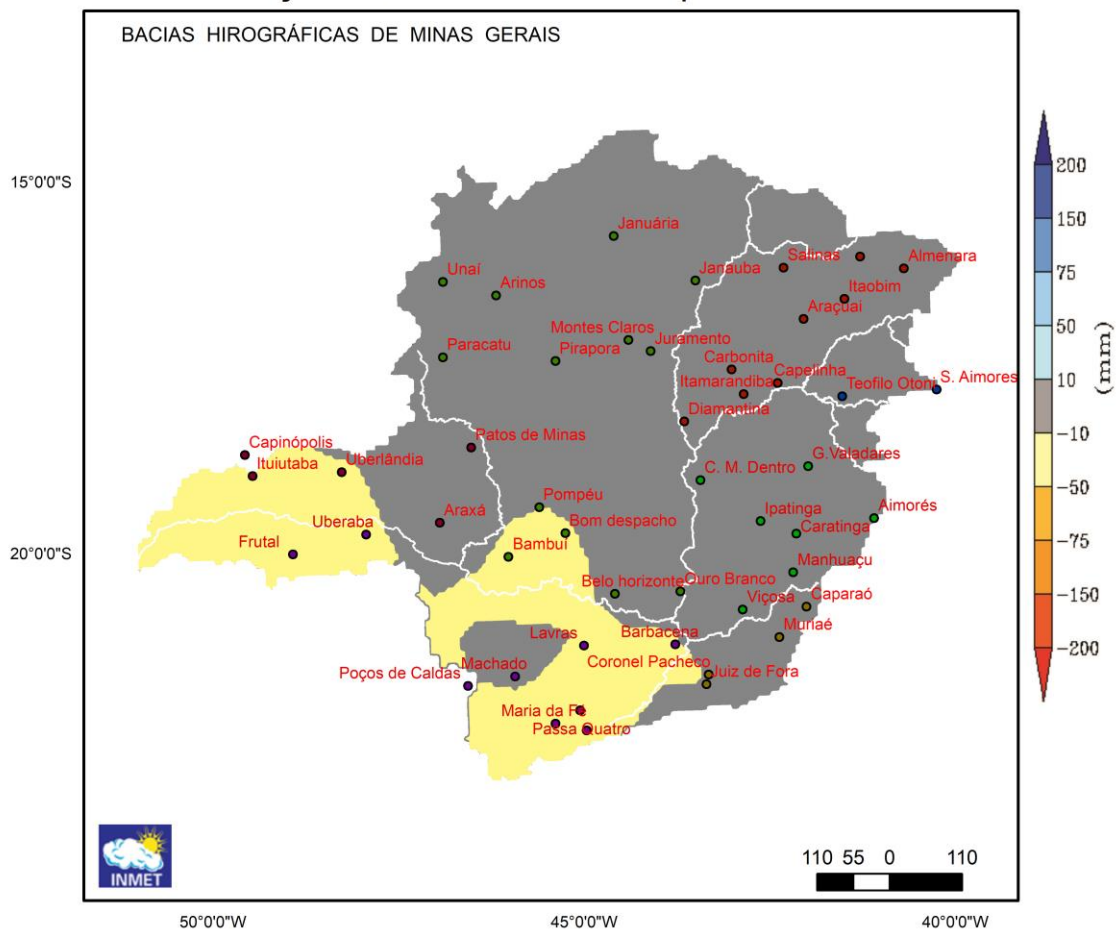 BACIAS HIROGRÁFICAS DE MINAS GERAIS
15°0'0"S
20°0'0"S
Januária
Unaí
Arinos
Janauba
Salinas
Almenara
Itaobim
Araçuai
Montes Claros
Juramento
Paracatu
Pirapora
Carbonita
Capelinha
Itamarandiba
Teofilo Otoni
S. Aimores
Diamantina
Patos de Minas
Capinópolis
Ituiutaba
Uberlândia
C. M. Dentro
G.Valadares
Pompéu
Araxá
Bom despacho
Ipatinga
Aimorés
Caratinga
Uberaba
Frutal
Bambuí
Manhuaçu
Belo horizonte
Ouro Branco
Viçosa
Caparaó
Muriaé
Lavras
Barbacena
Machado
Coronel Pacheco
Poços de Caldas
Juiz de Fora
Maria da Fé
Passa Quatro
200
150
75
50
10
-10
-50
-75
-150
-200
(mm)
INMET
110 55 0 110
50°0'0"W 45°0'0"W 40°0'0"W